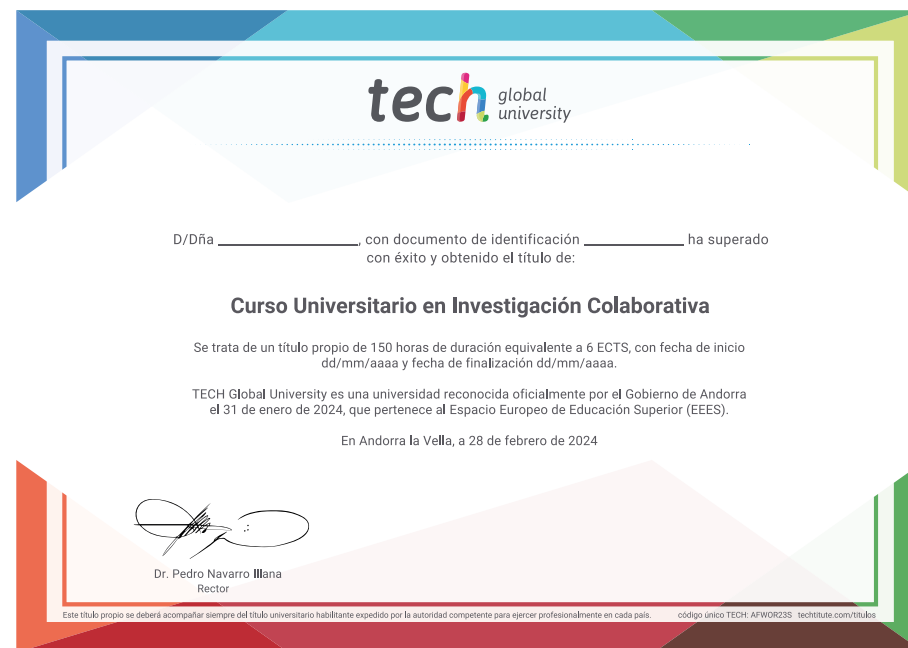 tech global university
D/Dña ____________________, con documento de identificación ______________ ha superado
con éxito y obtenido el título de:
Curso Universitario en Investigación Colaborativa
Se trata de un título propio de 150 horas de duración equivalente a 6 ECTS, con fecha de inicio
dd/mm/aaaa y fecha de finalización dd/mm/aaaa.
TECH Global University es una universidad reconocida oficialmente por el Gobierno de Andorra
el 31 de enero de 2024, que pertenece al Espacio Europeo de Educación Superior (EEES).
En Andorra la Vella, a 28 de febrero de 2024
Dr. Pedro Navarro Illana
Rector
Este título propio se deberá acompañar siempre del título universitario habilitante expedido por la autoridad competente para ejercer profesionalmente en cada país. código único TECH: AFWOR23S techtitute.com/titulos